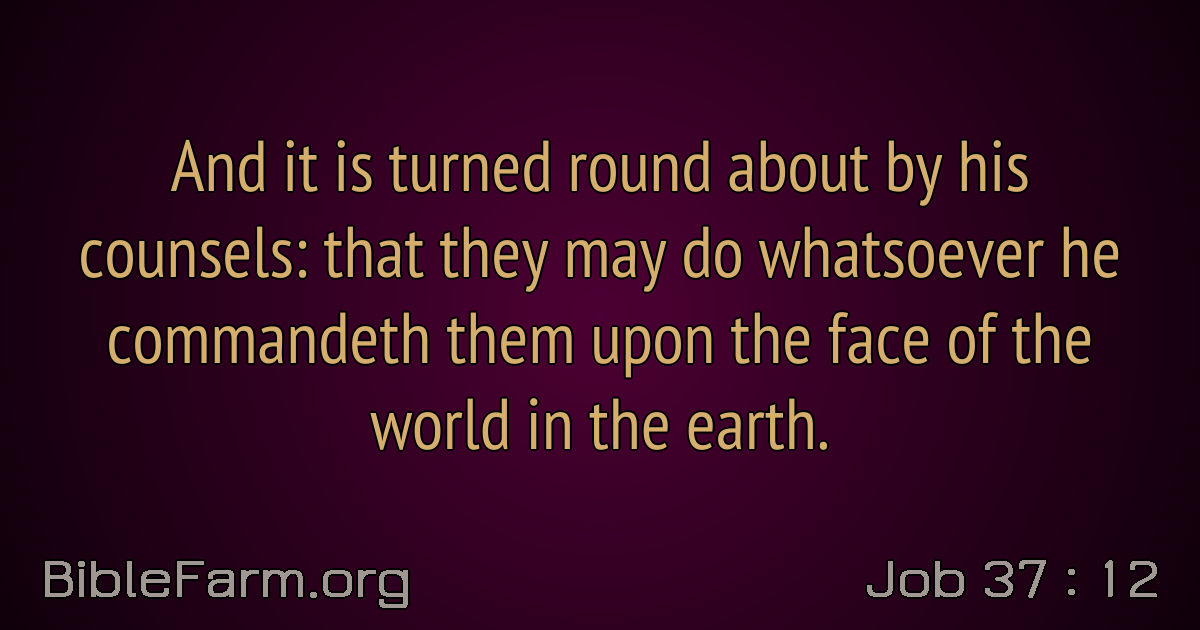 And it is turned round about by his
counsels: that they may do whatsoever he
commandeth them upon the face of the
world in the earth.
BibleFarm.org
Job 37 : 12